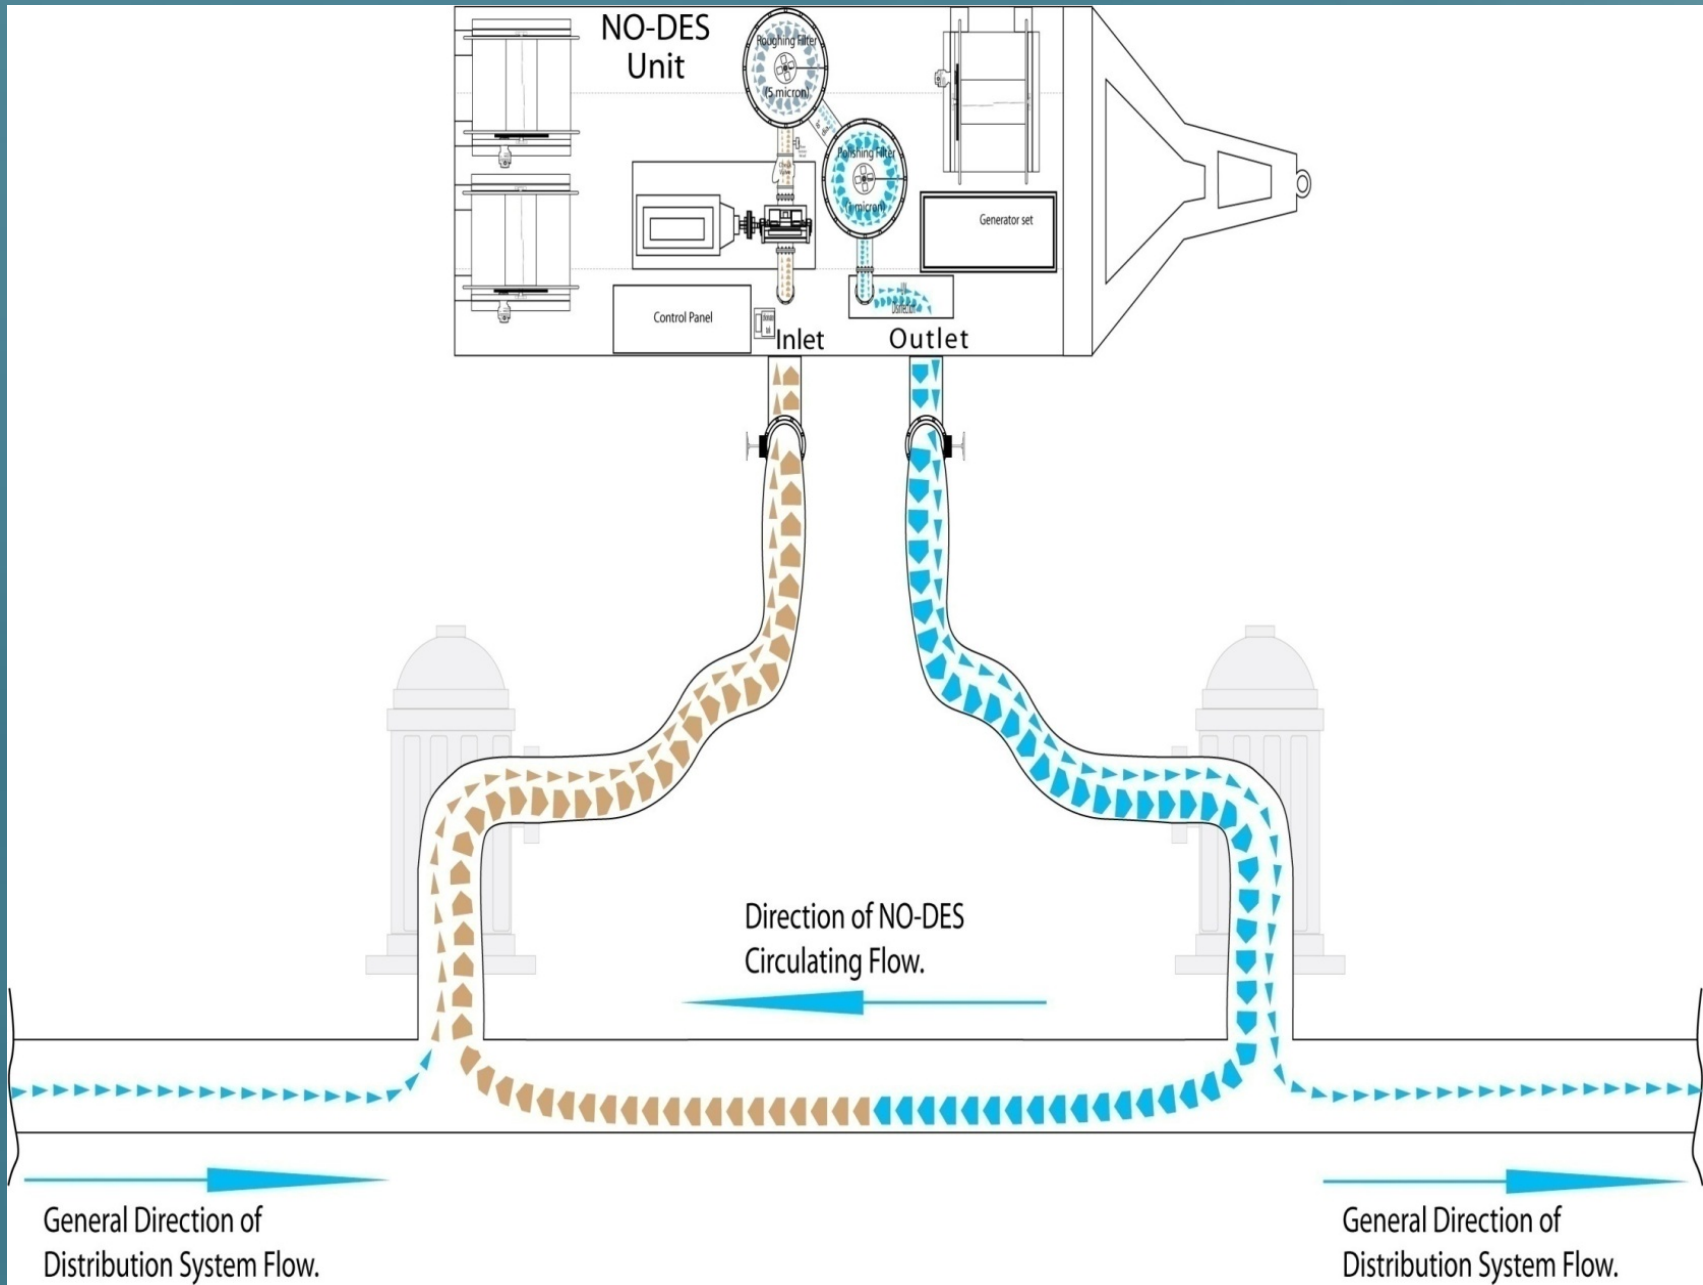 NO-DES
Unit
Roughing Filter
(5 micron)
Polishing Filter
Generator set
Control Panel
Inlet
Outlet
Direction of NO-DES
Circulating Flow.
General Direction of
Distribution System Flow.
General Direction of
Distribution System Flow.